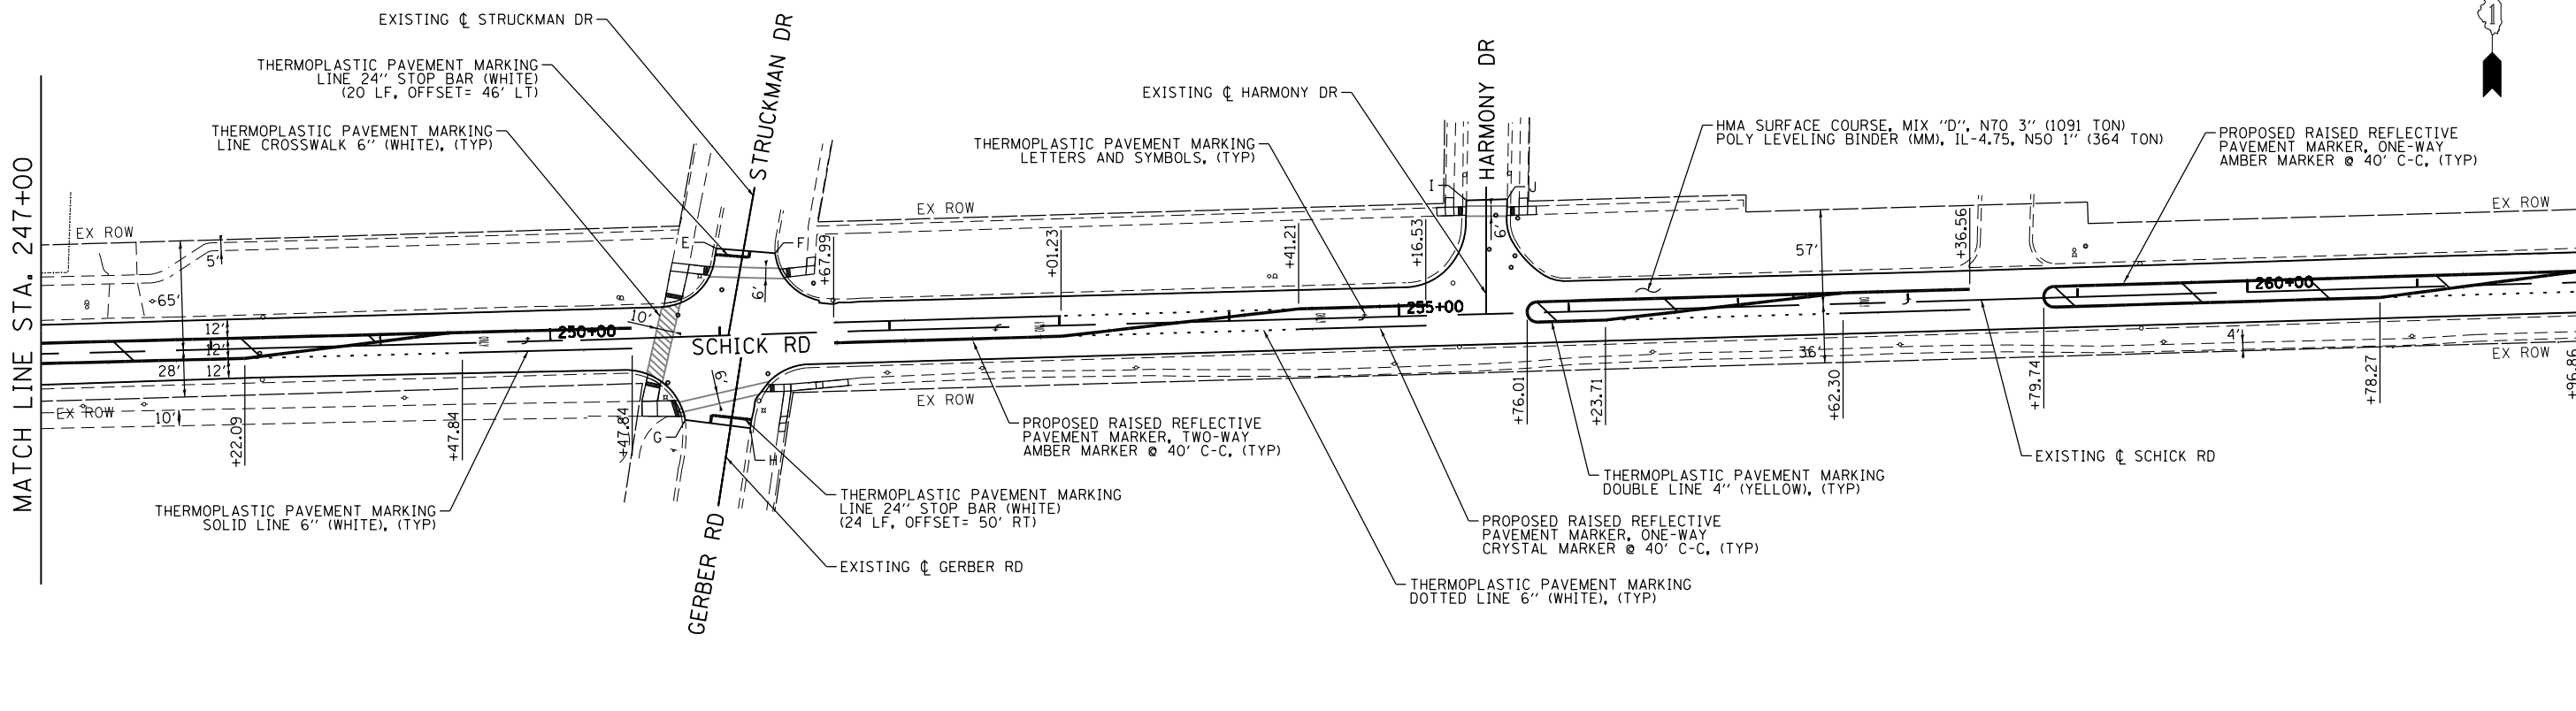 EXISTING ℄ STRUCKMAN DR
THERMOPLASTIC PAVEMENT MARKING
LINE 24" STOP BAR (WHITE)
(20 LF, OFFSET= 46' LT)
THERMOPLASTIC PAVEMENT MARKING
LINE CROSSWALK 6" (WHITE), (TYP)
STRUCKMAN DR
EXISTING ℄ HARMONY DR
THERMOPLASTIC PAVEMENT MARKING
LETTERS AND SYMBOLS, (TYP)
HARMONY DR
HMA SURFACE COURSE, MIX "D", N70 3" (1091 TON)
POLY LEVELING BINDER (MM), IL-4.75, N50 1" (364 TON)
PROPOSED RAISED REFLECTIVE
PAVEMENT MARKER, ONE-WAY
AMBER MARKER @ 40' C-C, (TYP)
MATCH LINE STA. 247+00
EX ROW
EX ROW
EX ROW
5'
65'
12'
12'
12'
28'
10'
EX ROW
+22.09
+47.84
+47.84
250+00
10'
E
F
6'
+67.99
SCHICK RD
6'
G
H
+01.23
+41.21
+16.53
255+00
I
J
6'
57'
36'
+36.56
260+00
4'
EX ROW
EX ROW
+76.01
+23.71
+62.30
+79.74
+78.27
+96.86
PROPOSED RAISED REFLECTIVE
PAVEMENT MARKER, TWO-WAY
AMBER MARKER @ 40' C-C, (TYP)
THERMOPLASTIC PAVEMENT MARKING
SOLID LINE 6" (WHITE), (TYP)
THERMOPLASTIC PAVEMENT MARKING
LINE 24" STOP BAR (WHITE)
(24 LF, OFFSET= 50' RT)
EXISTING ℄ GERBER RD
GERBER RD
EXISTING ℄ SCHICK RD
THERMOPLASTIC PAVEMENT MARKING
DOUBLE LINE 4" (YELLOW), (TYP)
PROPOSED RAISED REFLECTIVE
PAVEMENT MARKER, ONE-WAY
CRYSTAL MARKER @ 40' C-C, (TYP)
THERMOPLASTIC PAVEMENT MARKING
DOTTED LINE 6" (WHITE), (TYP)